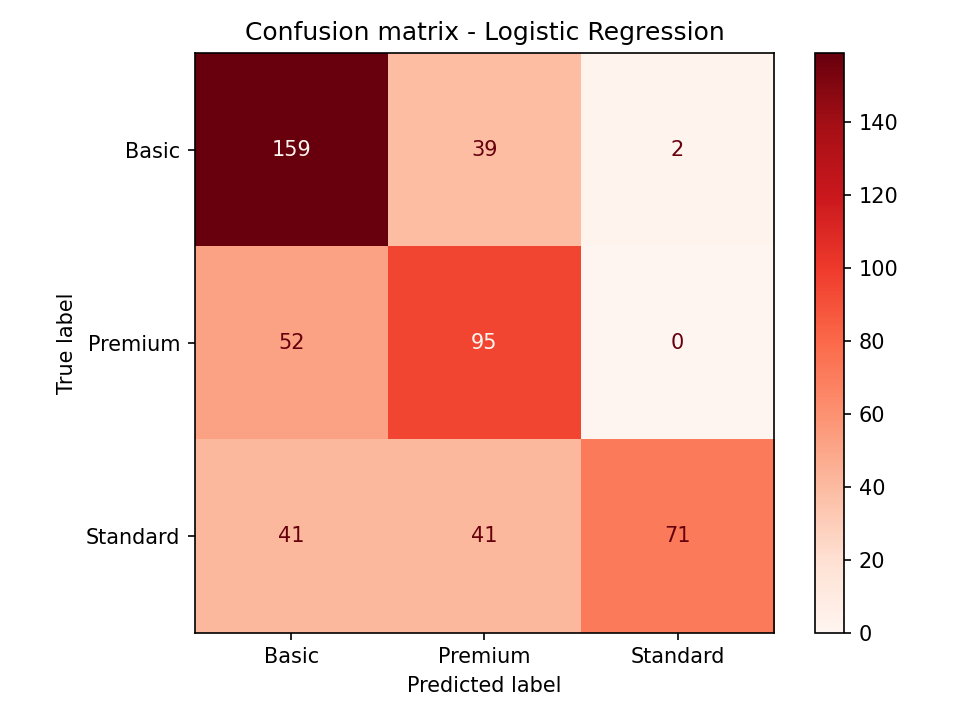 Confusion matrix - Logistic Regression
True label
Basic
159
39
2
Premium
52
95
0
Standard
41
41
71
Basic
Premium
Standard
Predicted label
140
120
100
80
60
40
20
0